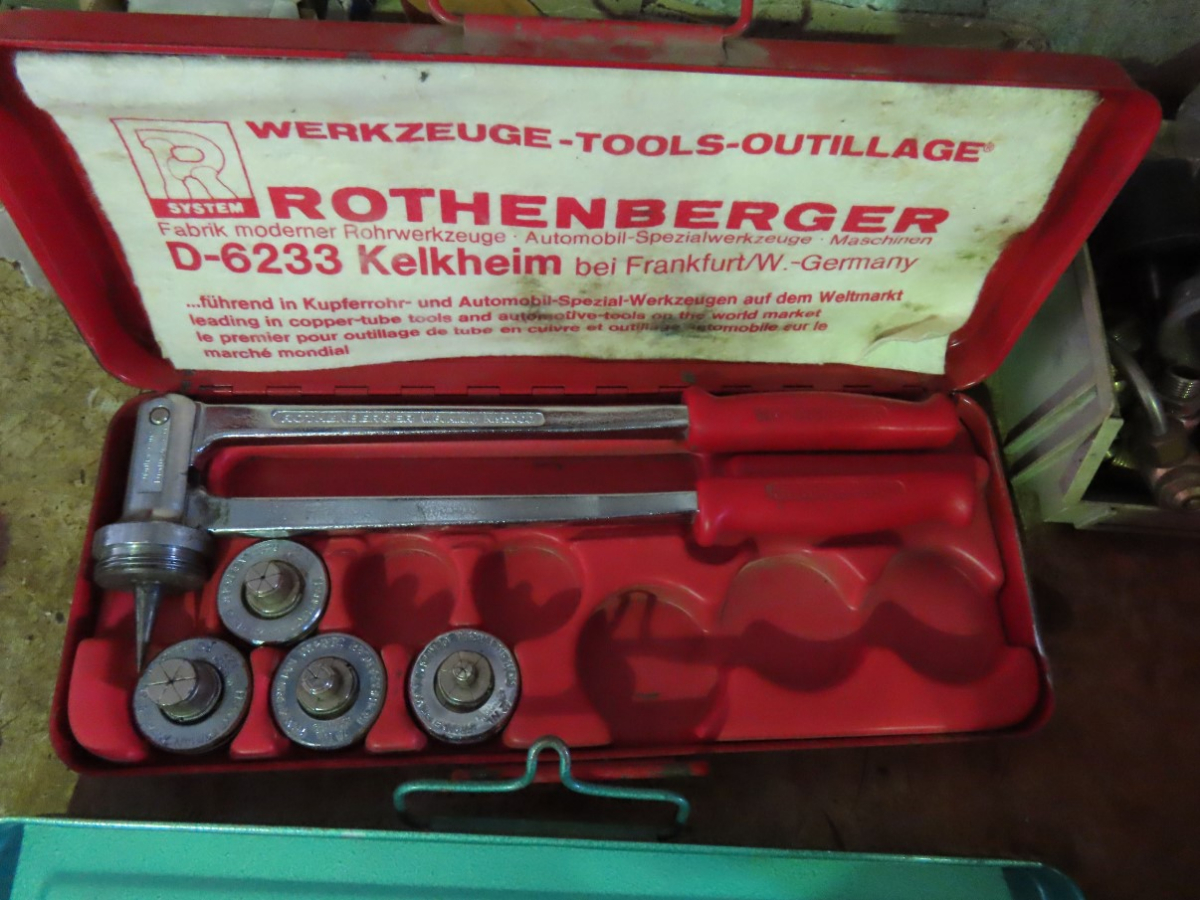 WERKZEUGE-TOOLS-OUTILLAGE®
R
SYSTEM
ROTHENBERGER
Fabrik moderner Rohrwerkzeuge · Automobil-Spezialwerkzeuge · Maschinen
D-6233 Kelkheim bei Frankfurt/W.-Germany
...führend in Kupferrohr- und Automobil-Spezial-Werkzeugen auf dem Weltmarkt
leading in copper-tube tools and automotive-tools on the world market
le premier pour outillage de tube en cuivre et outillage automobile sur le
marché mondial
ROTHENBERGER